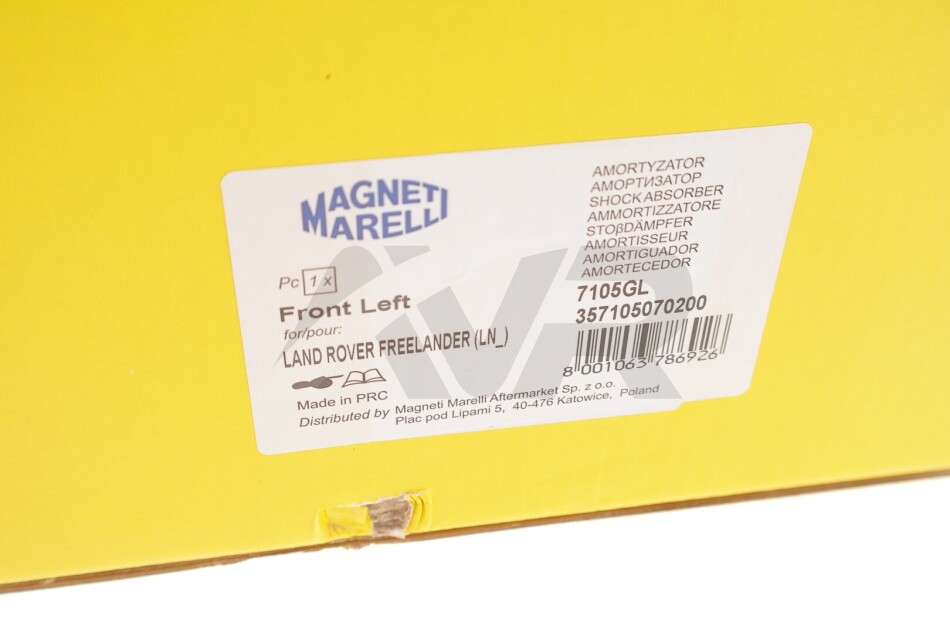 MAGNETI
MARELLI
Pc 1 x
Front Left
for/pour:
LAND ROVER FREELANDER (LN_)
Made in PRC
Distributed by Magneti Marelli Aftermarket Sp. z o.o.
Plac pod Lipami 5, 40-476 Katowice, Poland
AMORTYZATOR
АМОРТИЗАТОР
SHOCK ABSORBER
AMMORTIZZATORE
STOβDÄMPFER
AMORTISSEUR
AMORTIGUADOR
AMORTECEDOR
7105GL
357105070200
8 001063 786926
IVR